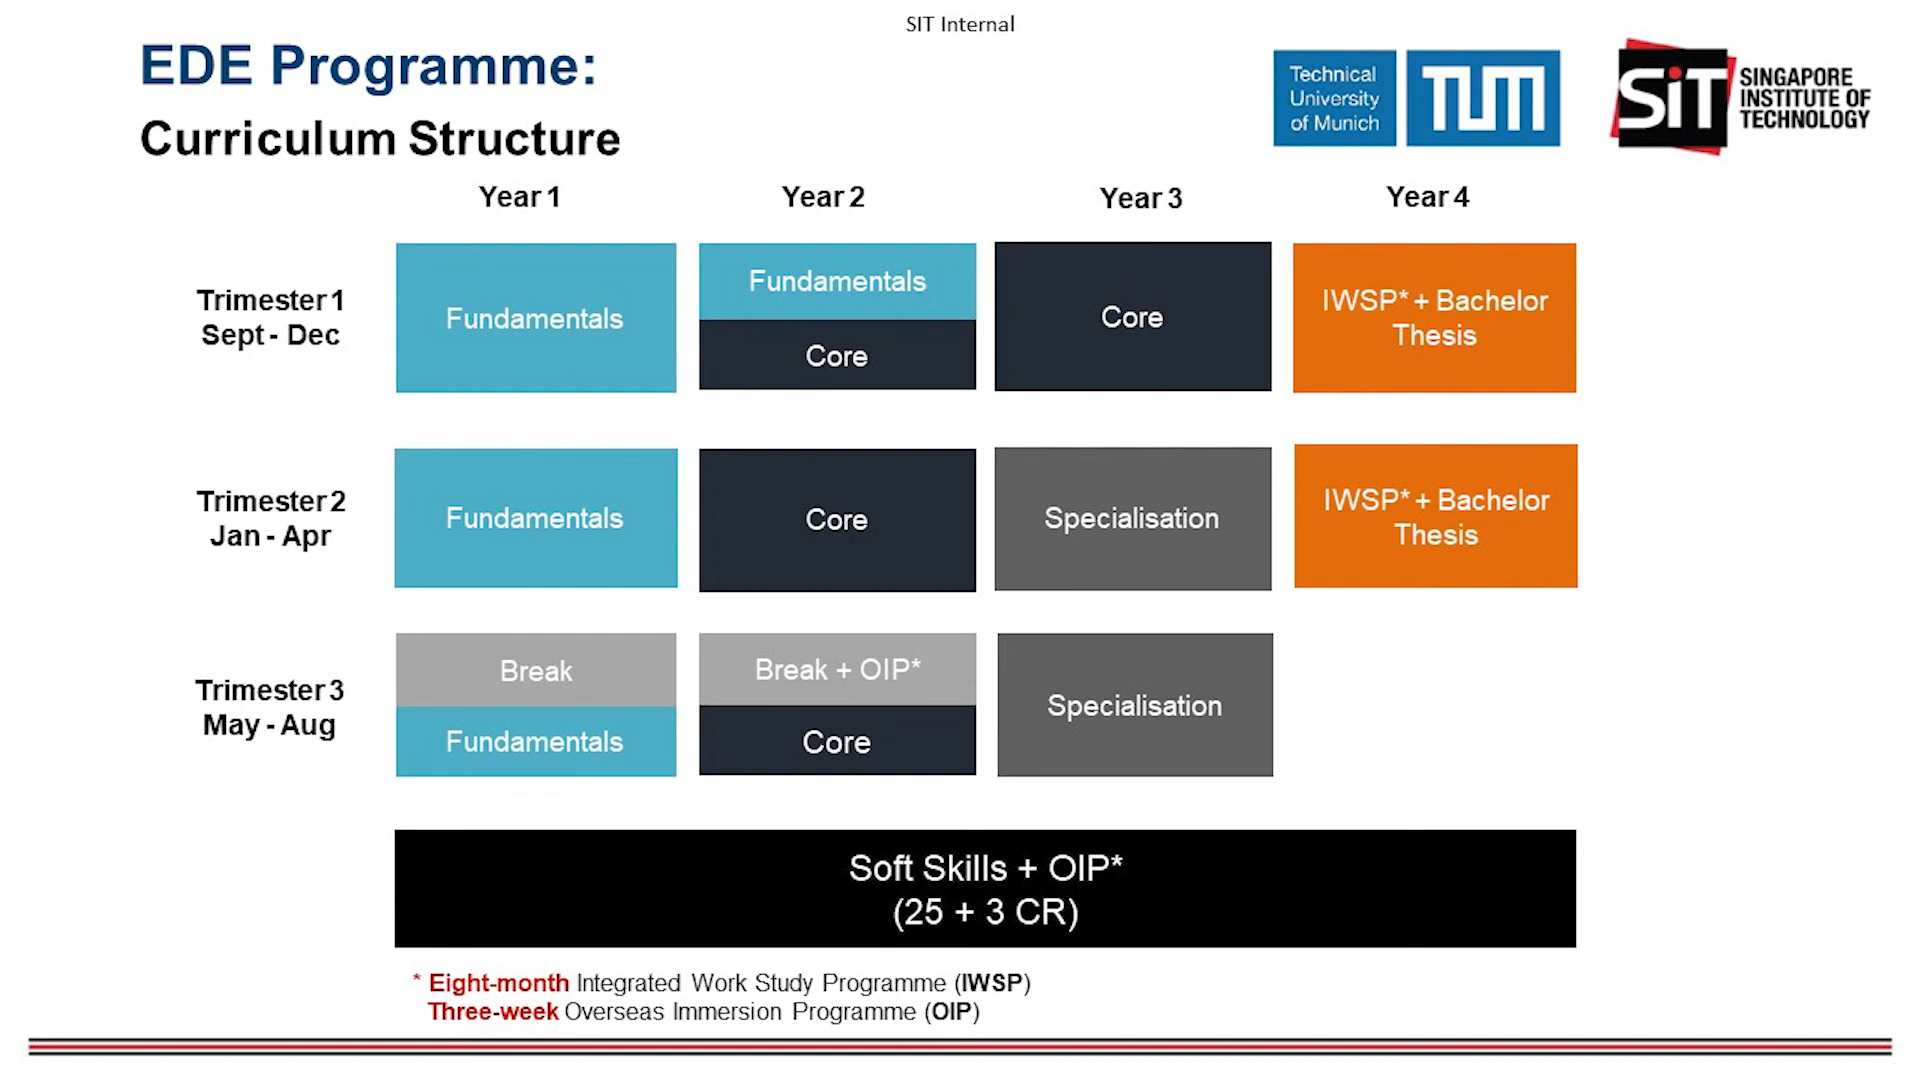 SIT Internal
EDE Programme:
Curriculum Structure
Technical
University
of Munich
TUM
SiT
SINGAPORE
INSTITUTE OF
TECHNOLOGY
Year 1
Year 2
Year 3
Year 4
Trimester 1
Sept - Dec
Fundamentals
Fundamentals
Core
Core
IWSP* + Bachelor
Thesis
Trimester 2
Jan - Apr
Fundamentals
Core
Specialisation
IWSP* + Bachelor
Thesis
Trimester 3
May - Aug
Break
Fundamentals
Break + OIP*
Core
Specialisation
Soft Skills + OIP*
(25 + 3 CR)
* Eight-month Integrated Work Study Programme (IWSP)
Three-week Overseas Immersion Programme (OIP)